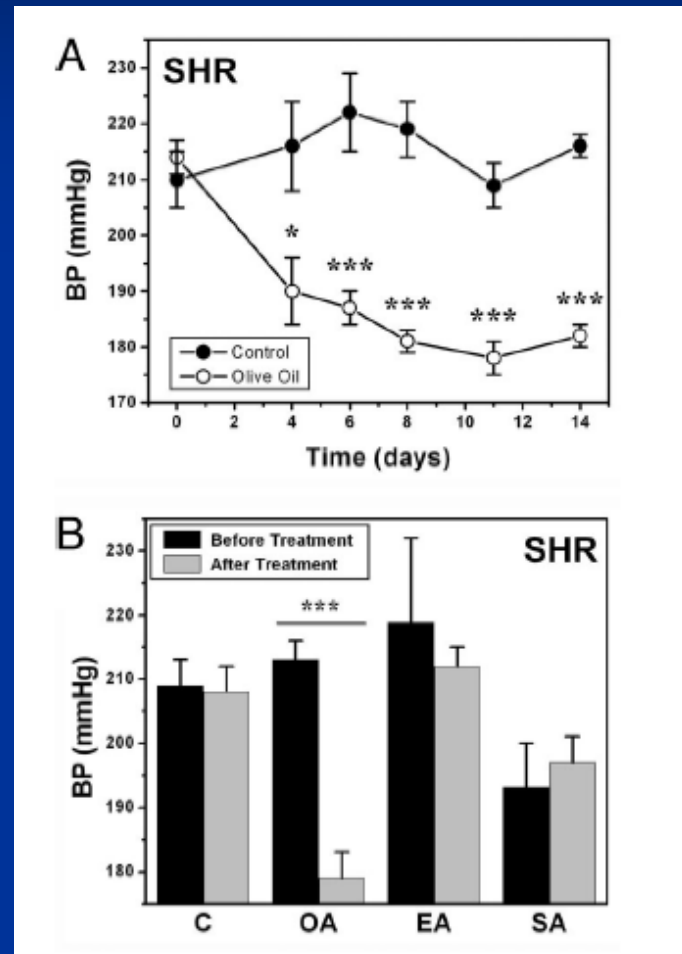 A
SHR
BP (mmHg)
230
220
210
200
190
180
170
*
***
***
***
***
Control
Olive Oil
0 2 4 6 8 10 12 14
Time (days)
B
Before Treatment
After Treatment
SHR
BP (mmHg)
230
220
210
200
190
180
***
C OA EA SA